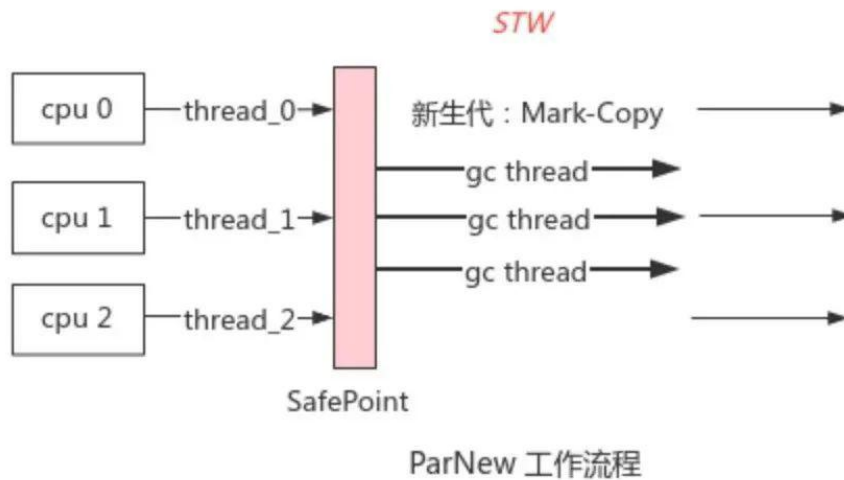 STW
cpu 0
thread_0
新生代：Mark-Copy
gc thread
cpu 1
thread_1
gc thread
gc thread
cpu 2
thread_2
SafePoint
ParNew 工作流程